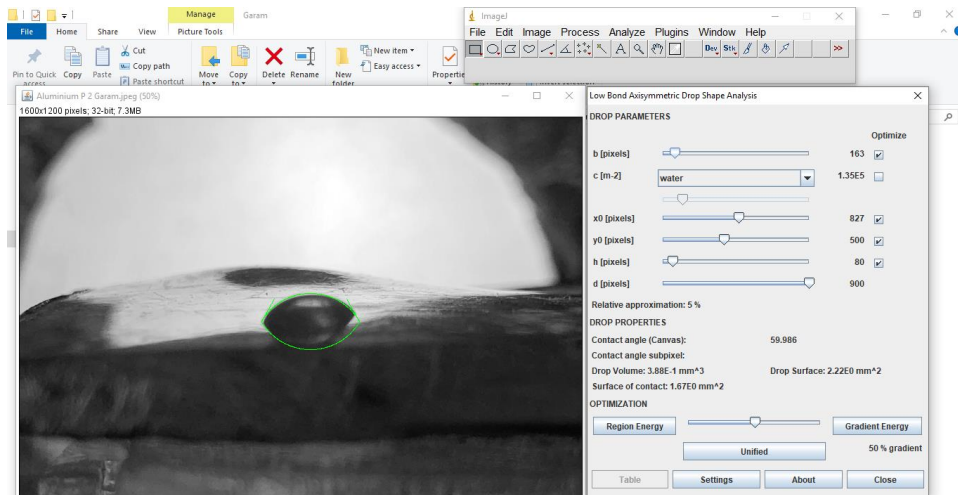 Manage
Garam
File
Home
Share
View
Picture Tools
Pin to Quick access
Copy
Paste
Cut
Copy path
Paste shortcut
Move to
Copy to
Delete
Rename
New folder
New item
Easy access
ImageJ
File Edit Image Process Analyze Plugins Window Help
A
Dev Stk
>>
Aluminium P 2 Garam.jpeg (50%)
1600x1200 pixels; 32-bit; 7.3MB
Low Bond Axisymmetric Drop Shape Analysis
DROP PARAMETERS
Optimize
b [pixels] 163
c [m-2] water 1.35E5
x0 [pixels] 827
y0 [pixels] 500
h [pixels] 80
d [pixels] 900
Relative approximation: 5 %
DROP PROPERTIES
Contact angle (Canvas): 59.986
Contact angle subpixel:
Drop Volume: 3.88E-1 mm^3 Drop Surface: 2.22E0 mm^2
Surface of contact: 1.67E0 mm^2
OPTIMIZATION
Region Energy Gradient Energy
Unified 50 % gradient
Table Settings About Close